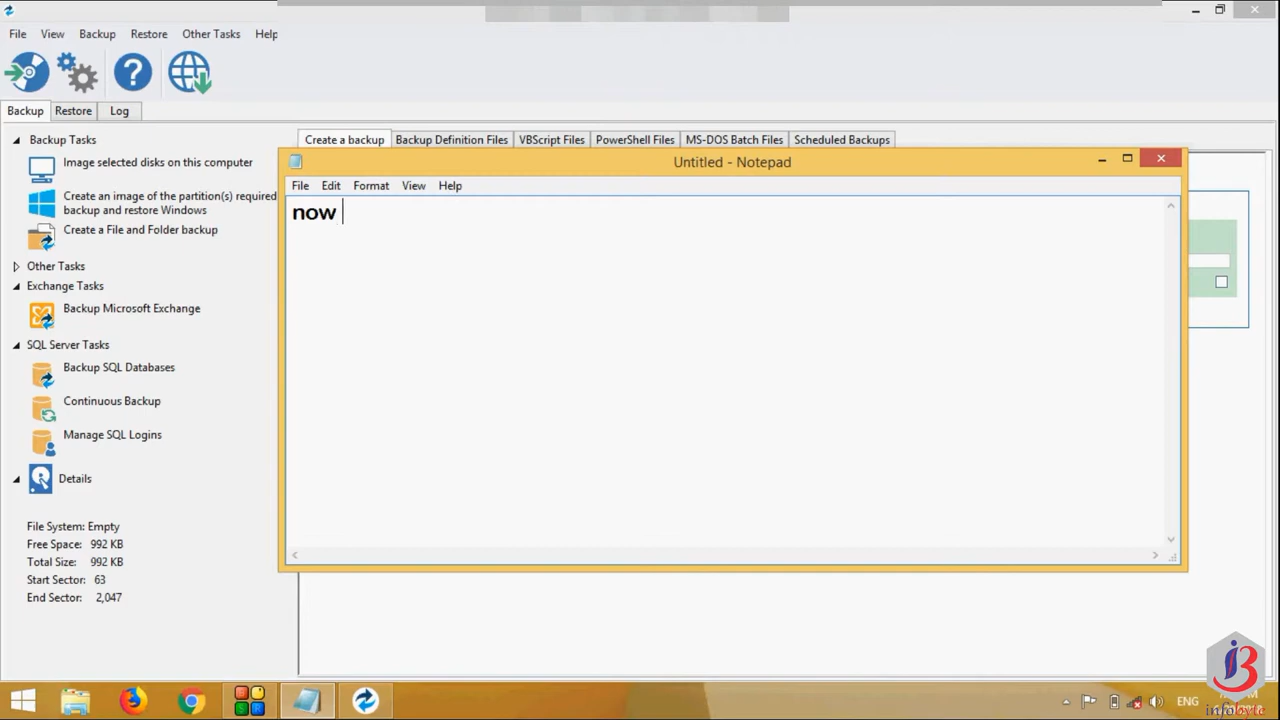 File View Backup Restore Other Tasks Help
Backup Restore Log
Backup Tasks
Image selected disks on this computer
Create an image of the partition(s) required
backup and restore Windows
Create a File and Folder backup
Other Tasks
Exchange Tasks
Backup Microsoft Exchange
SQL Server Tasks
Backup SQL Databases
Continuous Backup
Manage SQL Logins
Details
File System: Empty
Free Space: 992 KB
Total Size: 992 KB
Start Sector: 63
End Sector: 2,047
Create a backup Backup Definition Files VBScript Files PowerShell Files MS-DOS Batch Files Scheduled Backups
Untitled - Notepad
File Edit Format View Help
now
ENG
infobyte